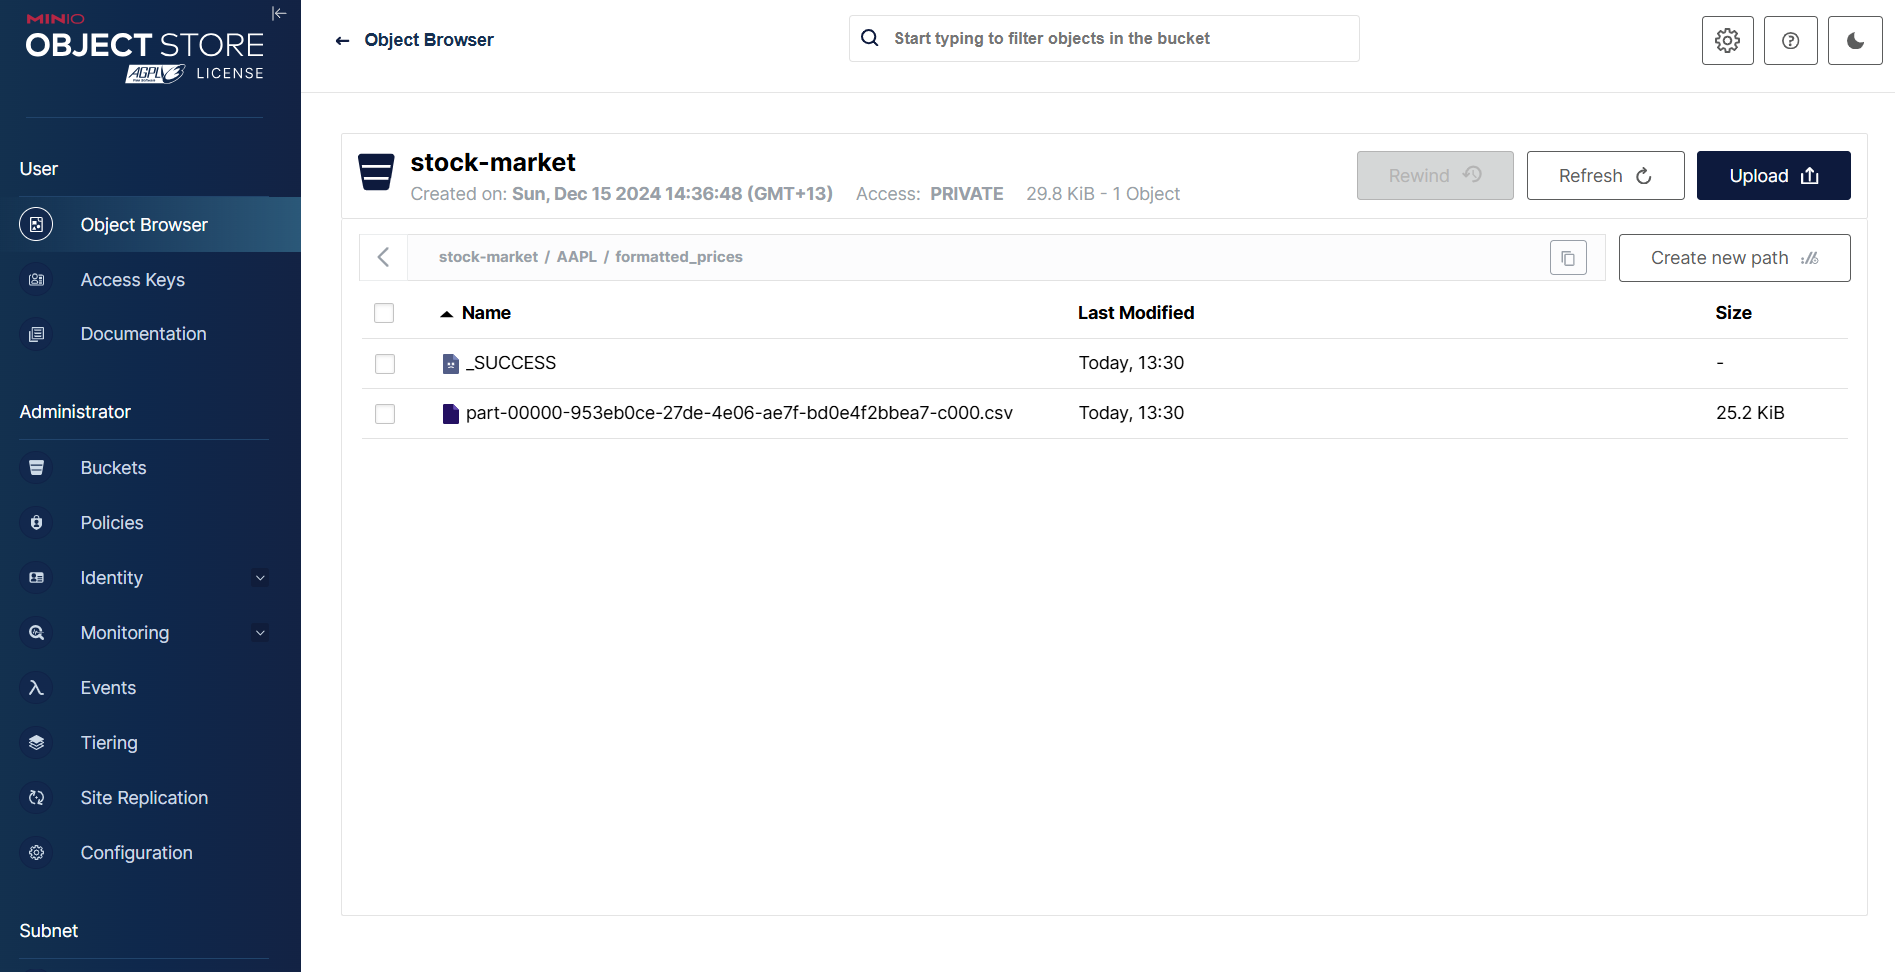 MINIO
OBJECT STORE
AGPL v3 LICENSE
User
Object Browser
Access Keys
Documentation
Administrator
Buckets
Policies
Identity
Monitoring
Events
Tiering
Site Replication
Configuration
Subnet
Object Browser
Start typing to filter objects in the bucket
stock-market
Created on: Sun, Dec 15 2024 14:36:48 (GMT+13) Access: PRIVATE 29.8 KiB - 1 Object
Rewind
Refresh
Upload
stock-market / AAPL / formatted_prices
Create new path
Name Last Modified Size
_SUCCESS Today, 13:30 -
part-00000-953eb0ce-27de-4e06-ae7f-bd0e4f2bbea7-c000.csv Today, 13:30 25.2 KiB